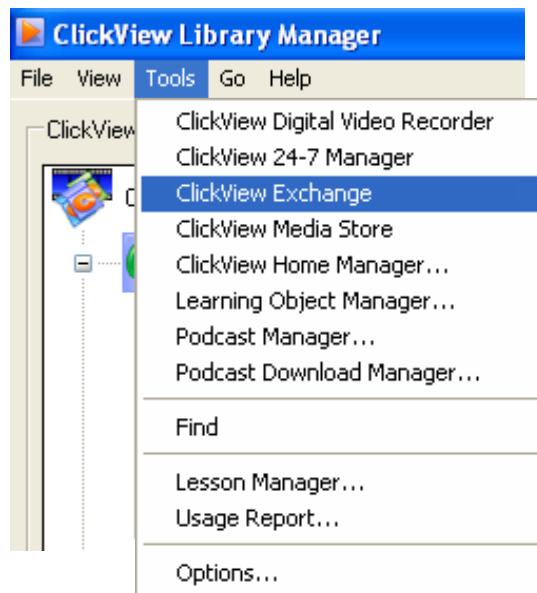 ClickView Library Manager
File View Tools Go Help
ClickView
ClickView Digital Video Recorder
ClickView 24-7 Manager
ClickView Exchange
ClickView Media Store
ClickView Home Manager...
Learning Object Manager...
Podcast Manager...
Podcast Download Manager...
Find
Lesson Manager...
Usage Report...
Options...